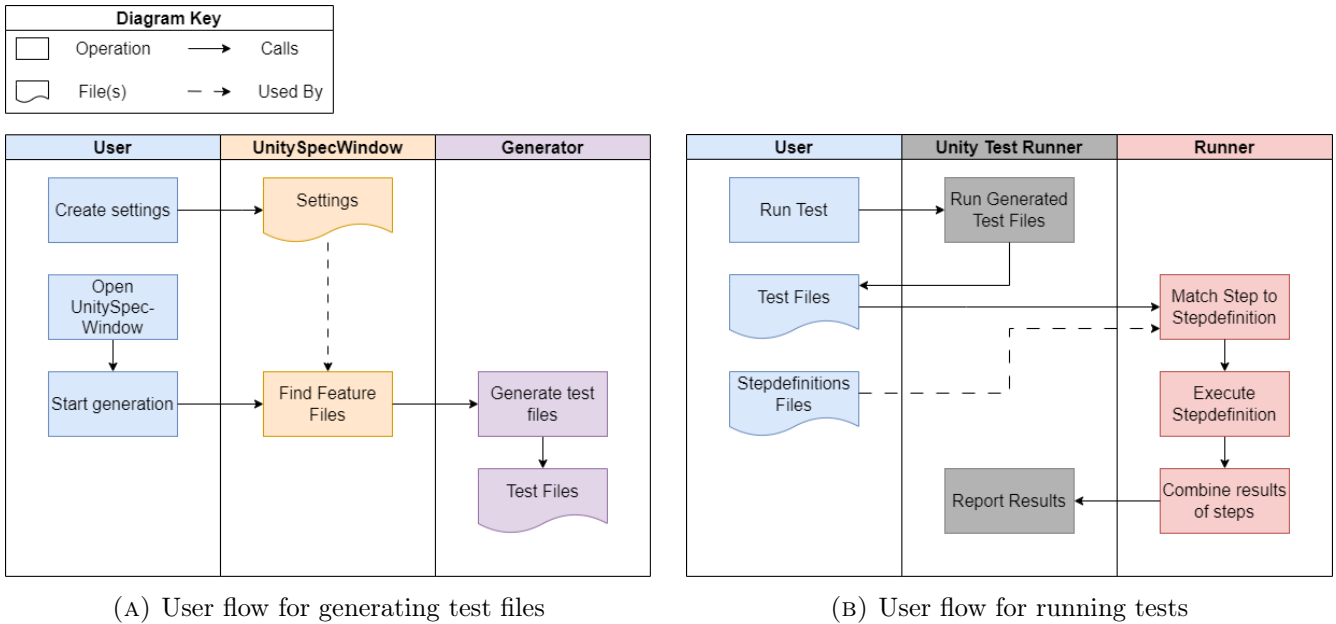 Diagram Key
Operation
Calls
File(s)
Used By
User
UnitySpecWindow
Generator
Create settings
Settings
Open
UnitySpec-
Window
Start generation
Find Feature
Files
Generate test
files
Test Files
(A) User flow for generating test files
User
Unity Test Runner
Runner
Run Test
Run Generated
Test Files
Test Files
Match Step to
Stepdefinition
Stepdefinitions
Files
Execute
Stepdefinition
Report Results
Combine results
of steps
(B) User flow for running tests